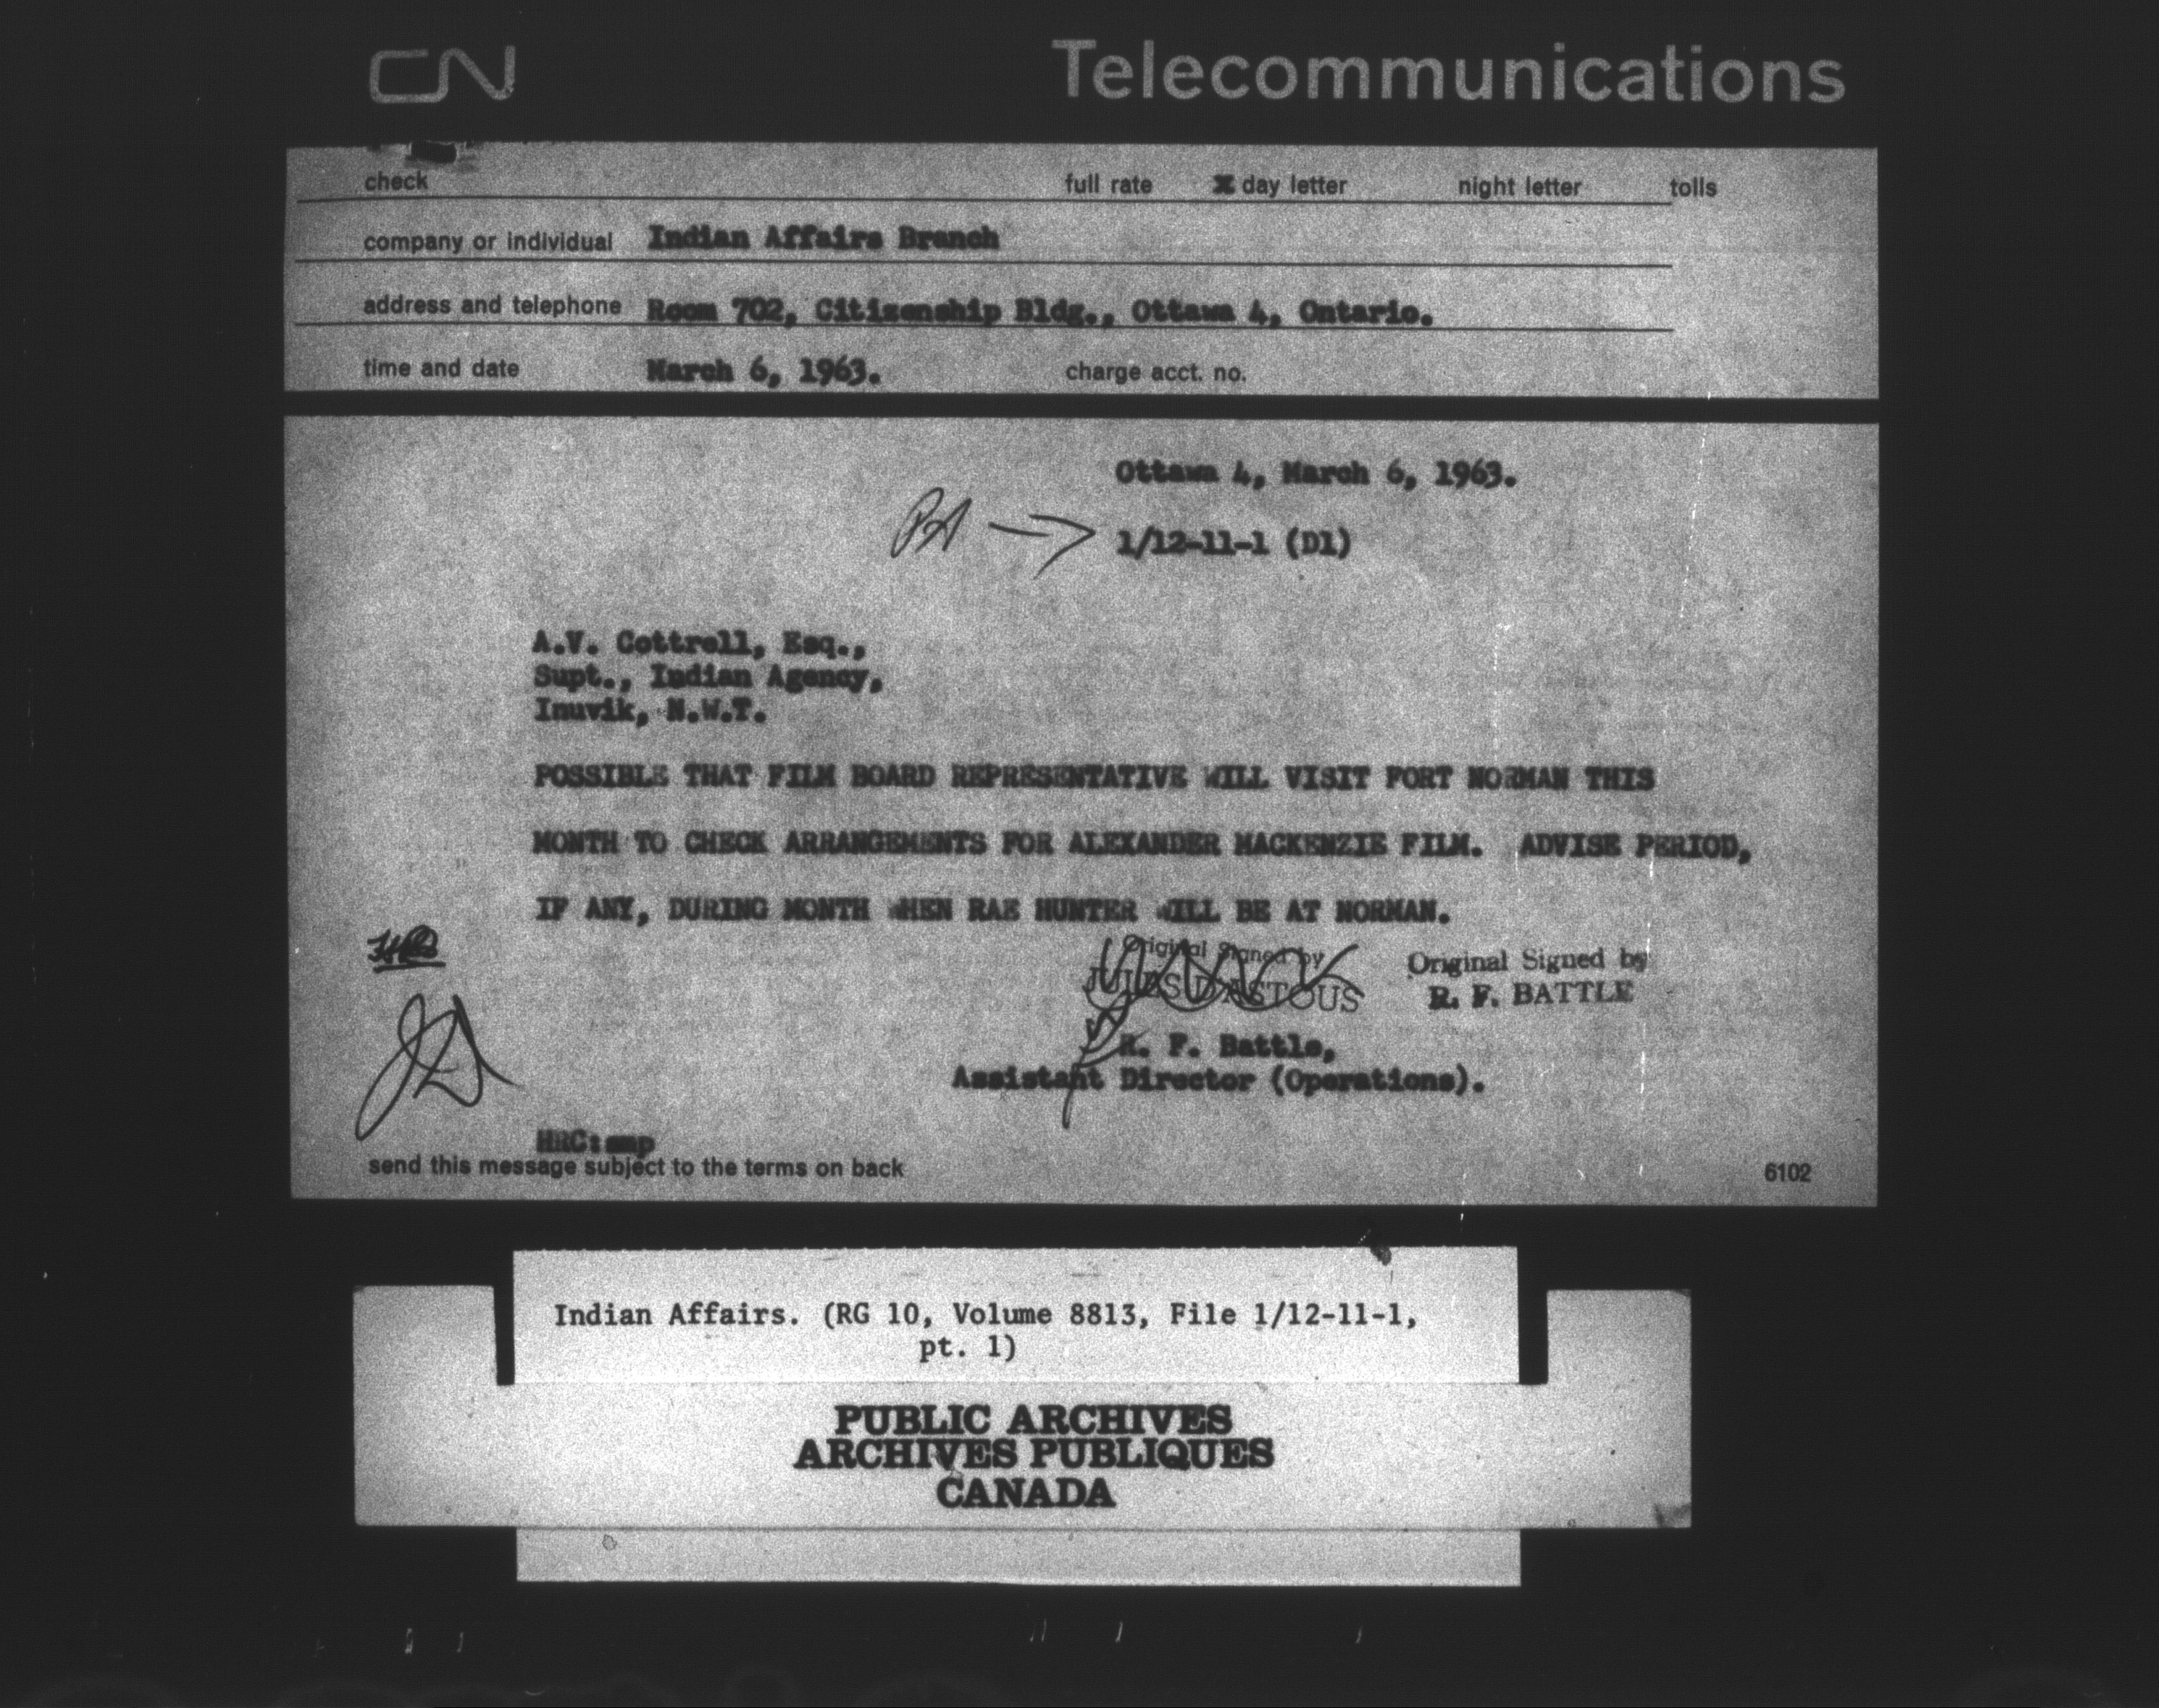 CN Telecommunications
check full rate X day letter night letter tolls
company or individual Indian Affairs Branch
address and telephone Room 702, Citizenship Bldg., Ottawa 4, Ontario.
time and date March 6, 1963. charge acct. no.
Ottawa 4, March 6, 1963.
1/12-11-1 (D1)
A.V. Cottrell, Esq.,
Supt., Indian Agency,
Inuvik, N.W.T.
POSSIBLE THAT FILM BOARD REPRESENTATIVE WILL VISIT FORT NORMAN THIS
MONTH TO CHECK ARRANGEMENTS FOR ALEXANDER MACKENZIE FILM. ADVISE PERIOD,
IF ANY, DURING MONTH WHEN RAE HUNTER WILL BE AT NORMAN.
Original Signed by
JULES D'ASTOUS
Original Signed by
R. F. BATTLE
R. F. Battle,
Assistant Director (Operations).
HRC:mp
send this message subject to the terms on back
6102
Indian Affairs. (RG 10, Volume 8813, File 1/12-11-1,
pt. 1)
PUBLIC ARCHIVES
ARCHIVES PUBLIQUES
CANADA